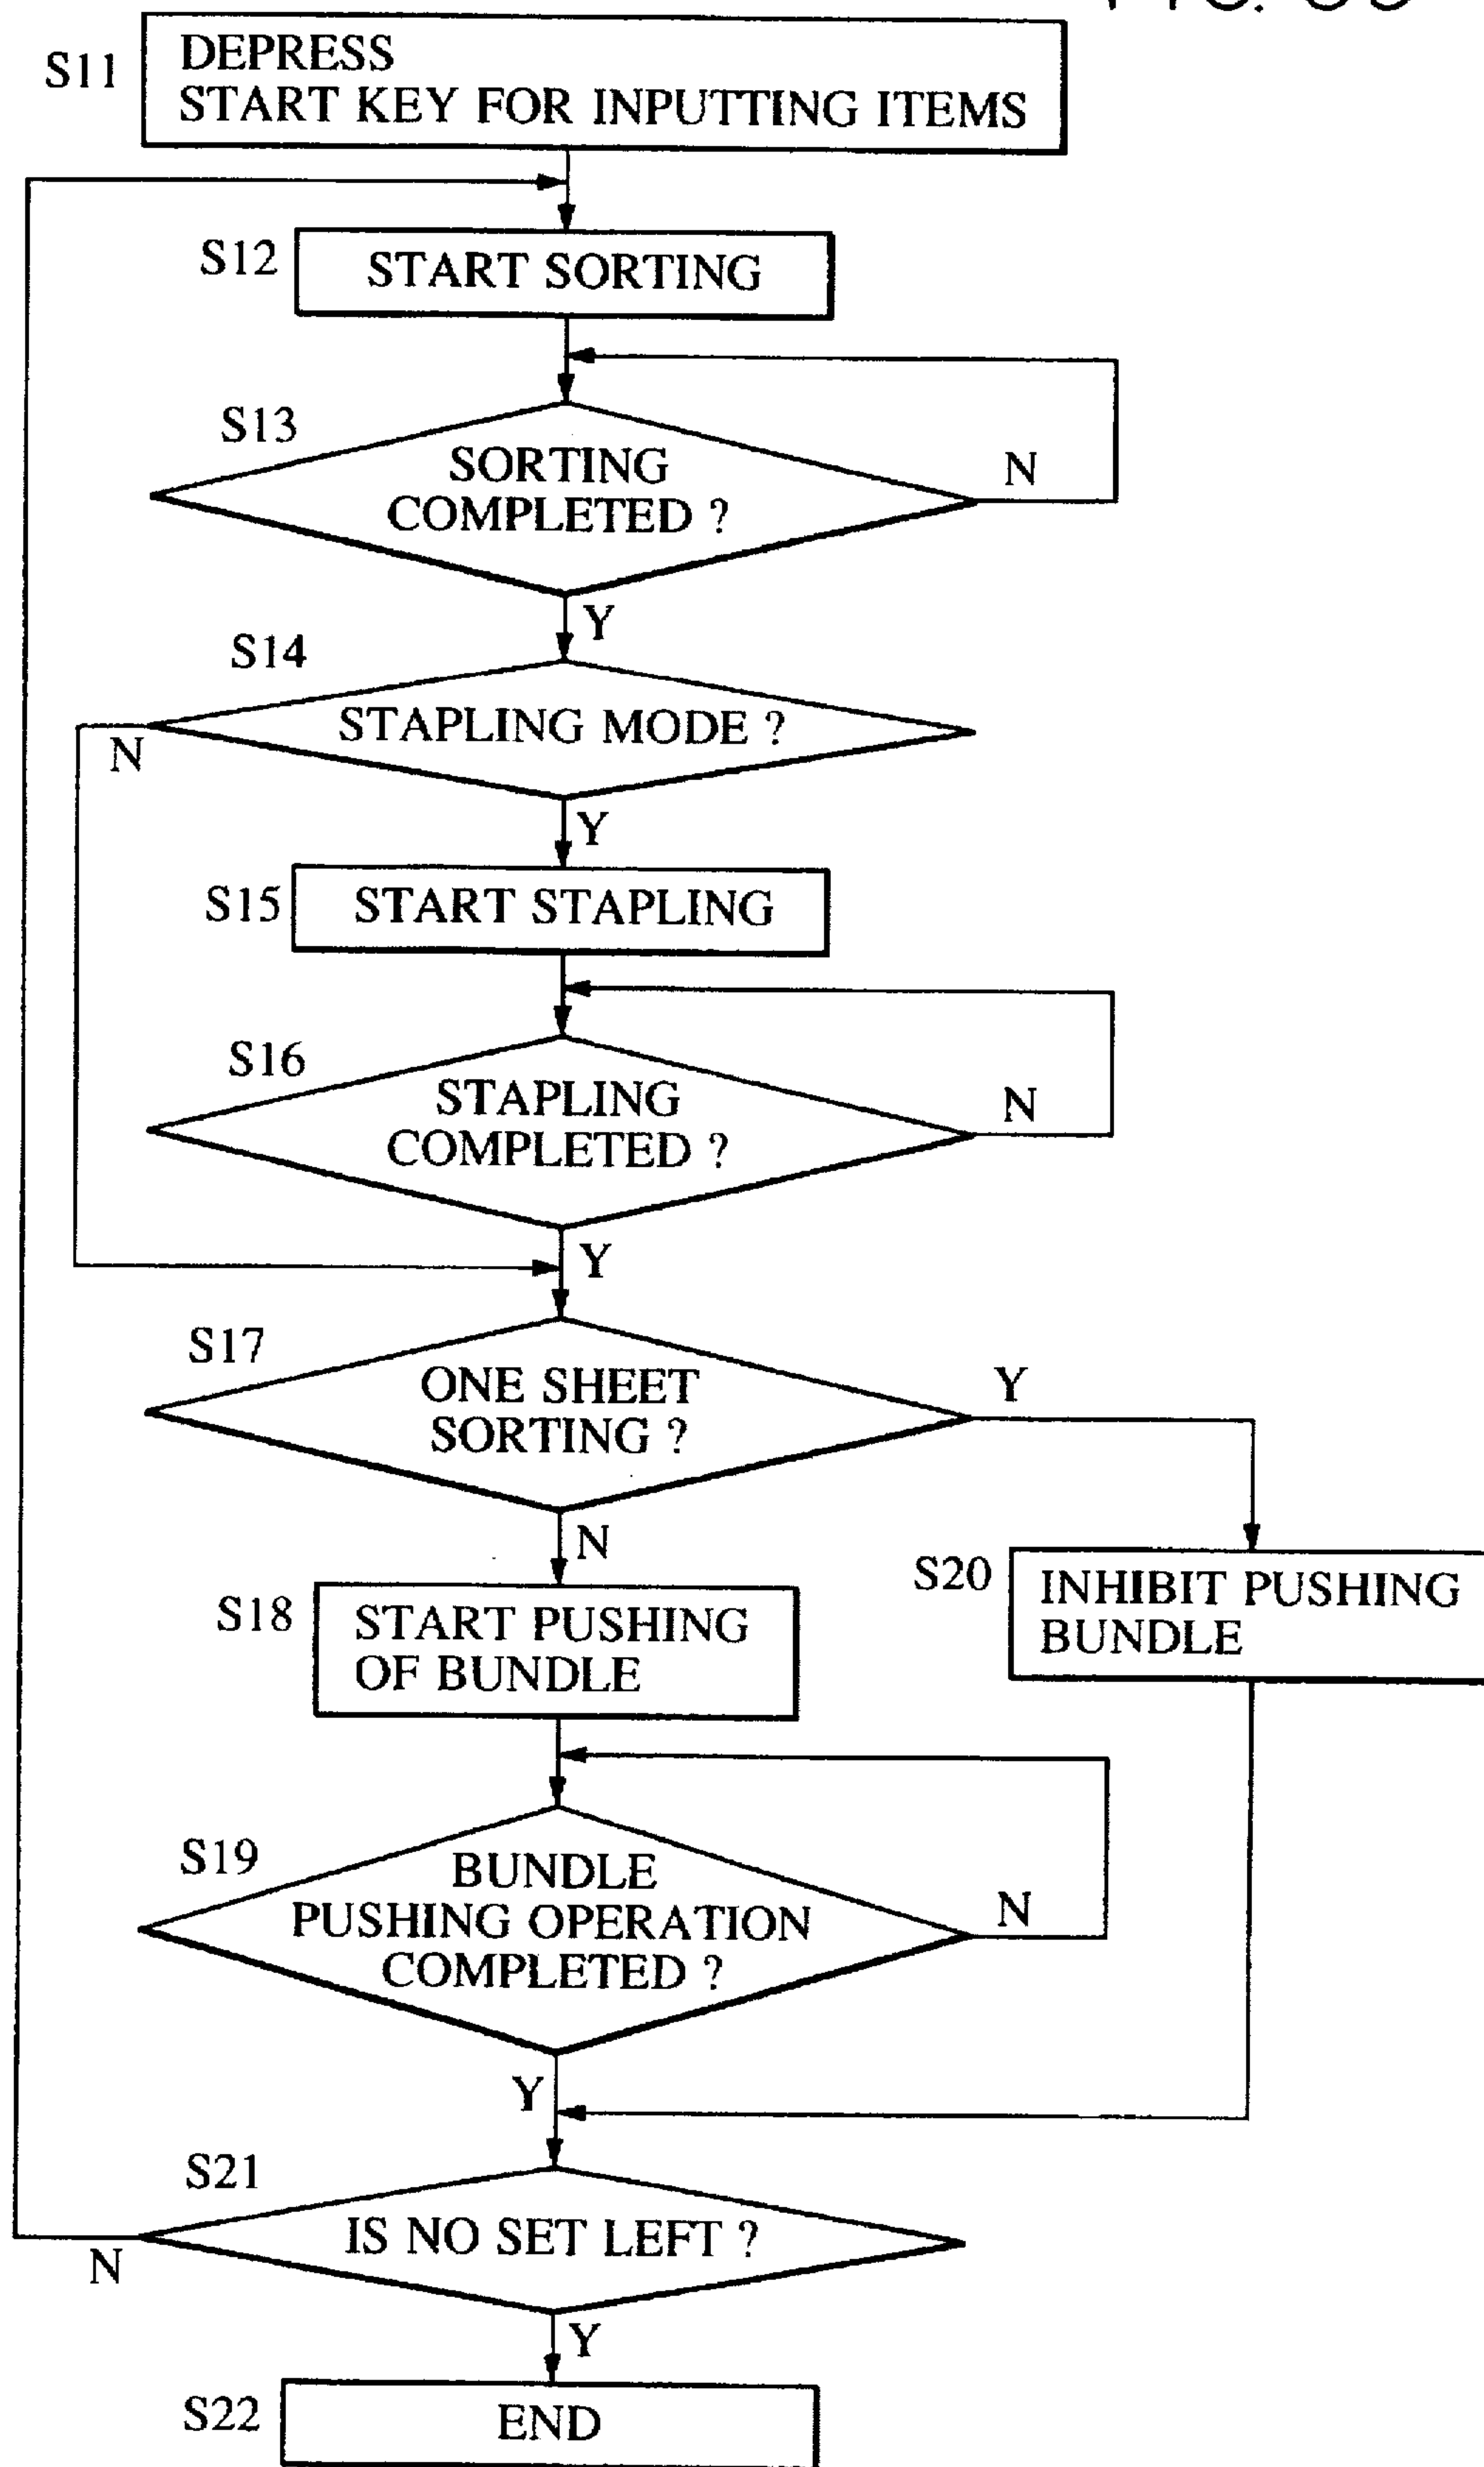 S11
DEPRESS
START KEY FOR INPUTTING ITEMS
S12
START SORTING
S13
SORTING
COMPLETED ?
N
Y
S14
STAPLING MODE ?
N
Y
S15
START STAPLING
S16
STAPLING
COMPLETED ?
N
Y
S17
ONE SHEET
SORTING ?
Y
N
S18
START PUSHING
OF BUNDLE
S20
INHIBIT PUSHING
BUNDLE
S19
BUNDLE
PUSHING OPERATION
COMPLETED ?
N
Y
S21
IS NO SET LEFT ?
N
Y
S22
END